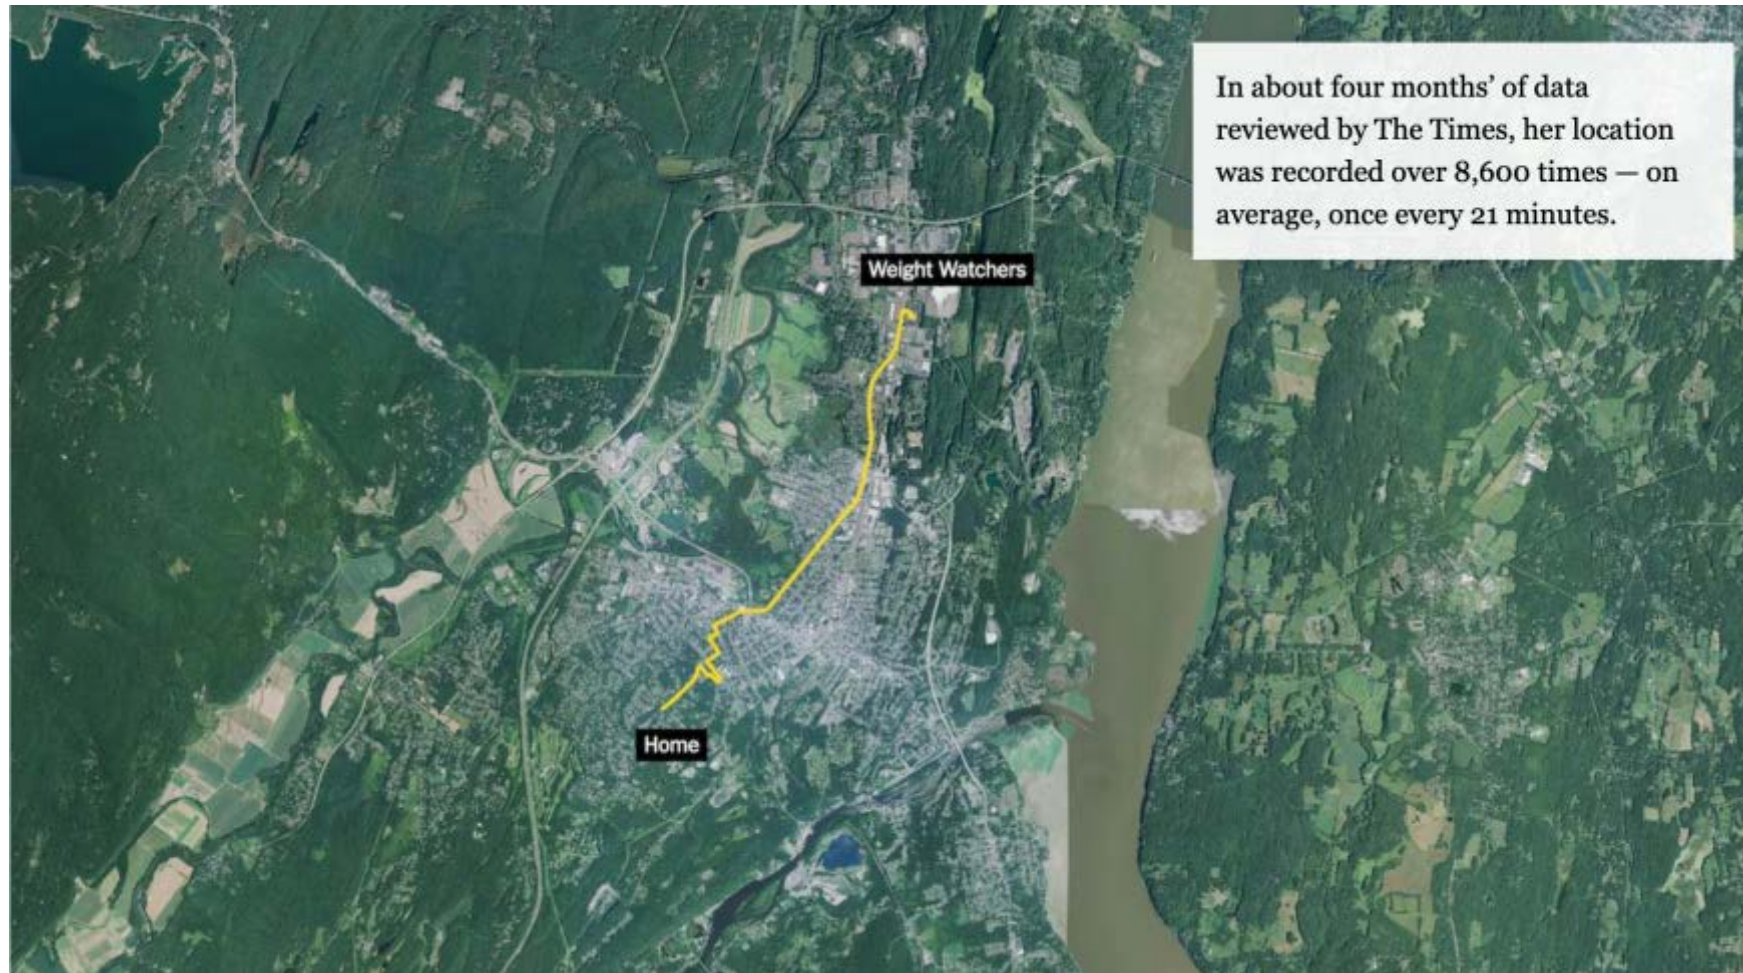 In about four months’ of data
reviewed by The Times, her location
was recorded over 8,600 times — on
average, once every 21 minutes.
Weight Watchers
Home